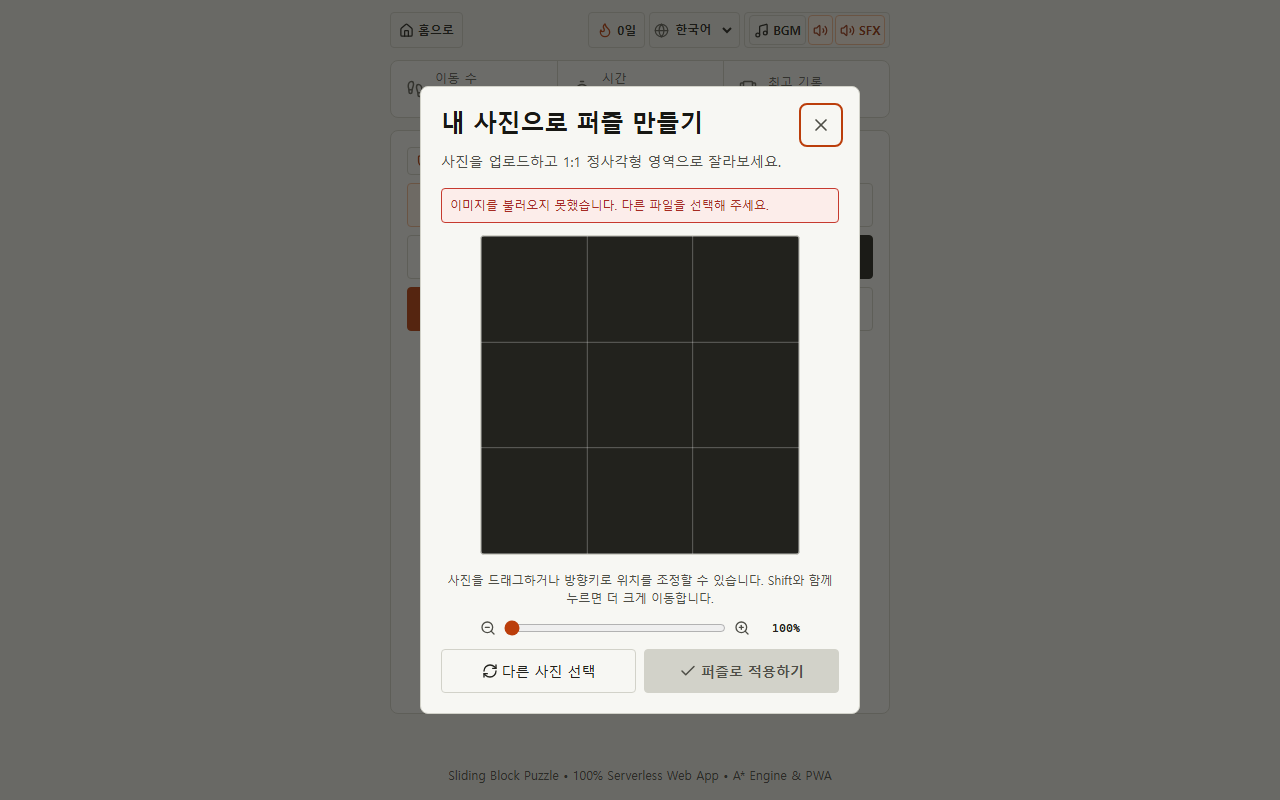 홈으로
0일
한국어
BGM
SFX
이동 수
시간
최고 기록
내 사진으로 퍼즐 만들기
사진을 업로드하고 1:1 정사각형 영역으로 잘라보세요.
이미지를 불러오지 못했습니다. 다른 파일을 선택해 주세요.
사진을 드래그하거나 방향키로 위치를 조정할 수 있습니다. Shift와 함께
누르면 더 크게 이동합니다.
100%
다른 사진 선택
퍼즐로 적용하기
Sliding Block Puzzle • 100% Serverless Web App • A* Engine & PWA